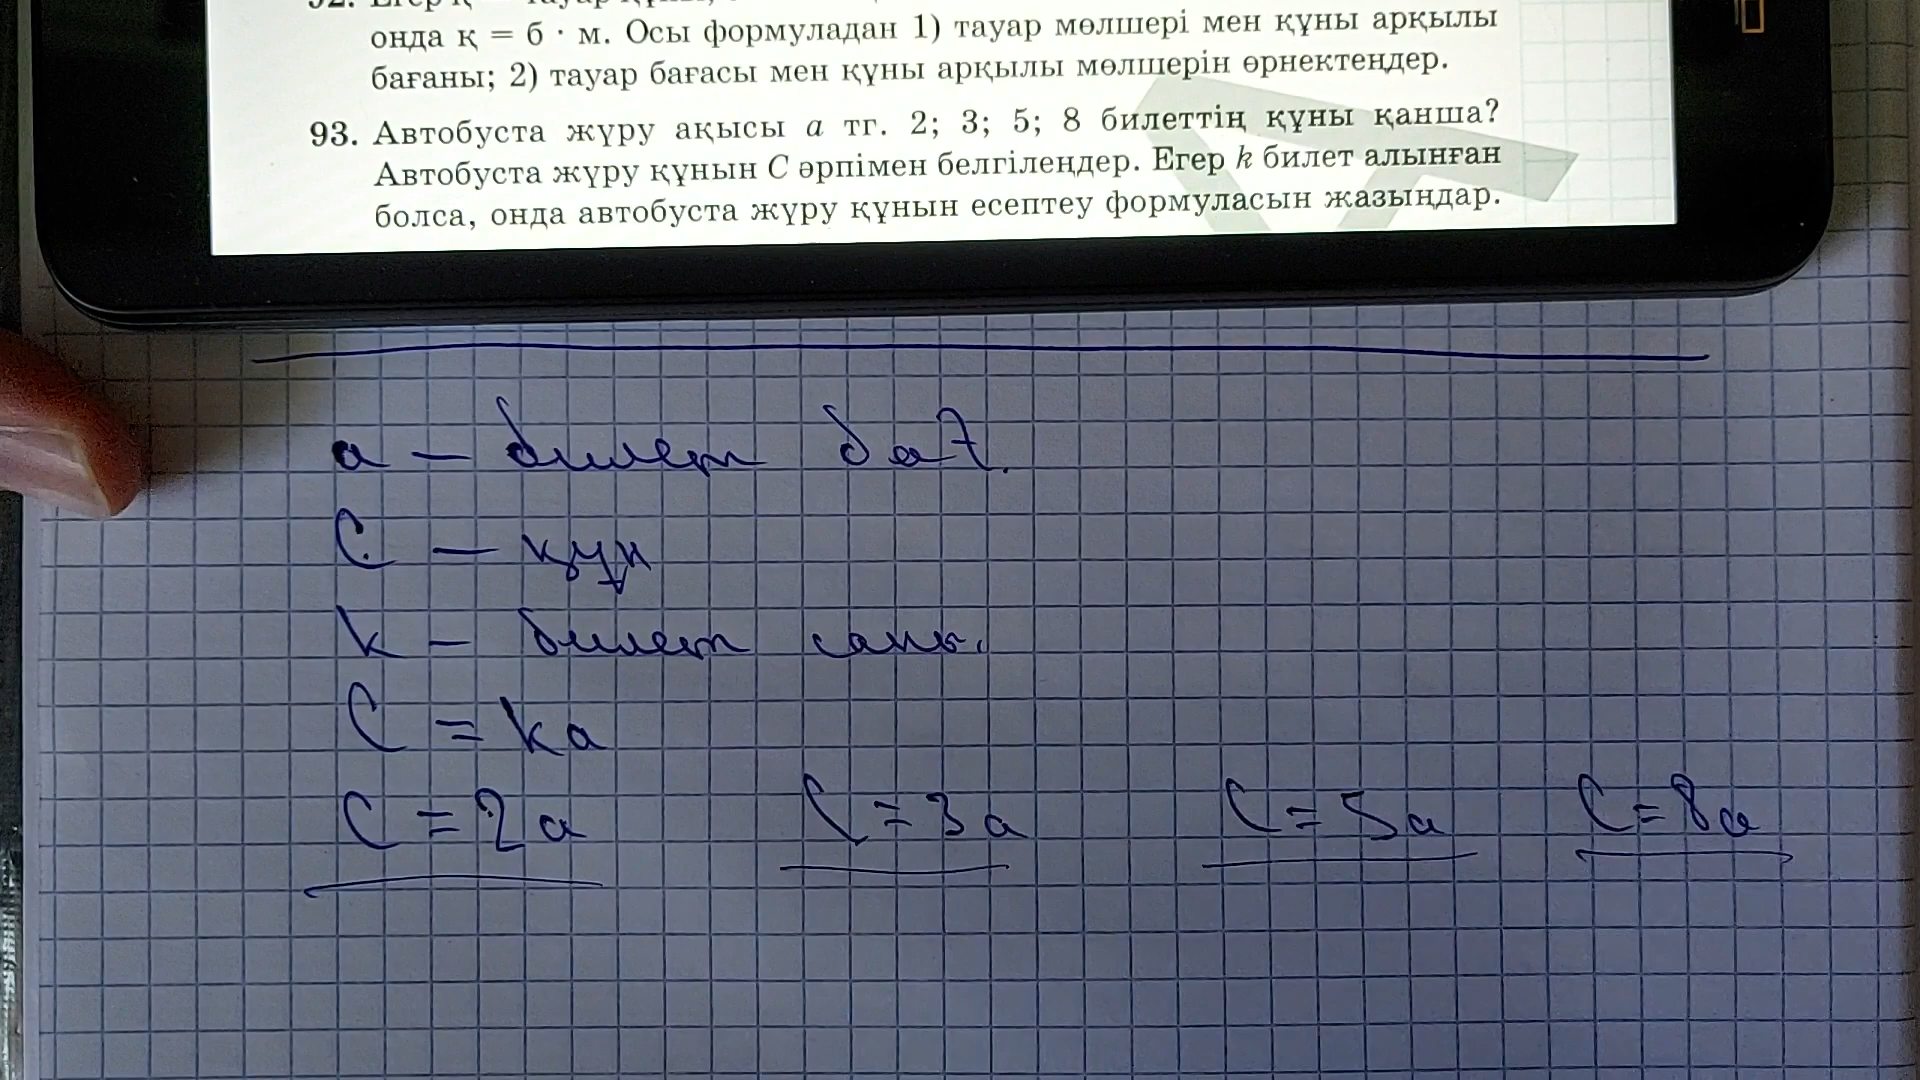 онда қ = б · м. Осы формуладан 1) тауар мөлшері мен құны арқылы
бағаны; 2) тауар бағасы мен құны арқылы мөлшерін өрнектеңдер.
93. Автобуста жүру ақысы a тг. 2; 3; 5; 8 билеттің құны қанша?
Автобуста жүру құнын C әрпімен белгілеңдер. Егер k билет алынған
болса, онда автобуста жүру құнын есептеу формуласын жазыңдар.
a — билет бағ.
C — құн
k — билет саны.
C = ka
C = 2a C = 3a C = 5a C = 8a